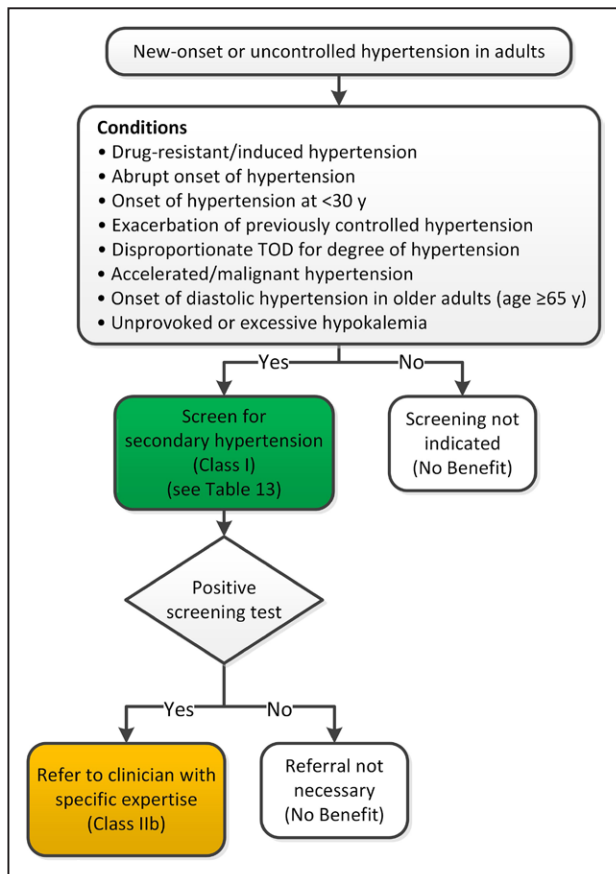 New-onset or uncontrolled hypertension in adults
Conditions
• Drug-resistant/induced hypertension
• Abrupt onset of hypertension
• Onset of hypertension at <30 y
• Exacerbation of previously controlled hypertension
• Disproportionate TOD for degree of hypertension
• Accelerated/malignant hypertension
• Onset of diastolic hypertension in older adults (age ≥65 y)
• Unprovoked or excessive hypokalemia
Yes
No
Screen for
secondary hypertension
(Class I)
(see Table 13)
Screening not
indicated
(No Benefit)
Positive
screening test
Yes
No
Refer to clinician with
specific expertise
(Class IIb)
Referral not
necessary
(No Benefit)